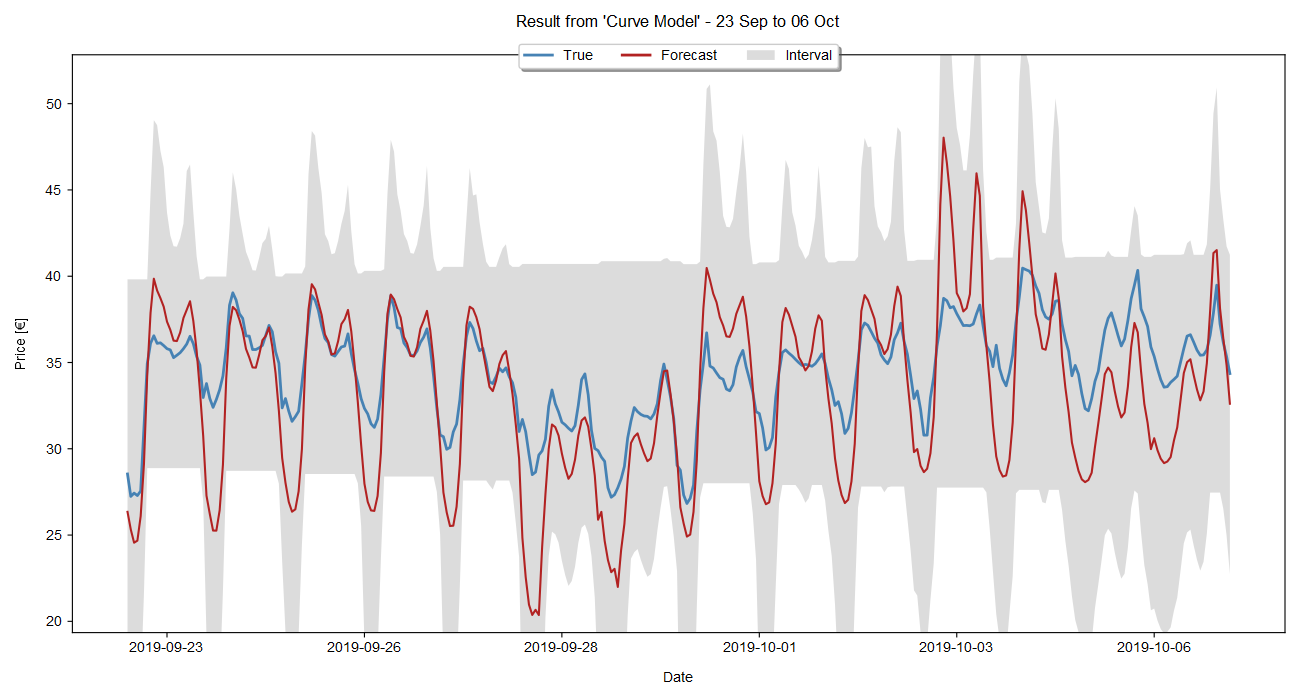 Result from 'Curve Model' - 23 Sep to 06 Oct
True Forecast Interval
50
45
40
35
30
25
20
Price [€]
2019-09-23 2019-09-26 2019-09-28 2019-10-01 2019-10-03 2019-10-06
Date